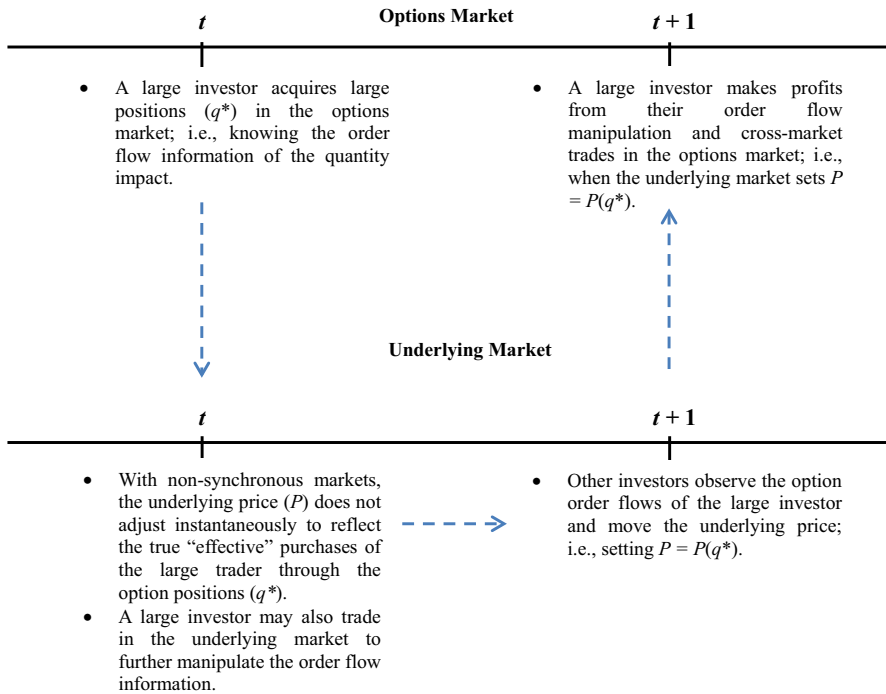 Options Market
t
t + 1
• A large investor acquires large
positions (q*) in the options
market; i.e., knowing the order
flow information of the quantity
impact.
• A large investor makes profits
from their order flow
manipulation and cross-market
trades in the options market; i.e.,
when the underlying market sets P
= P(q*).
Underlying Market
t
t + 1
• With non-synchronous markets,
the underlying price (P) does not
adjust instantaneously to reflect
the true “effective” purchases of
the large trader through the
option positions (q*).
• A large investor may also trade
in the underlying market to
further manipulate the order flow
information.
• Other investors observe the option
order flows of the large investor
and move the underlying price;
i.e., setting P = P(q*).